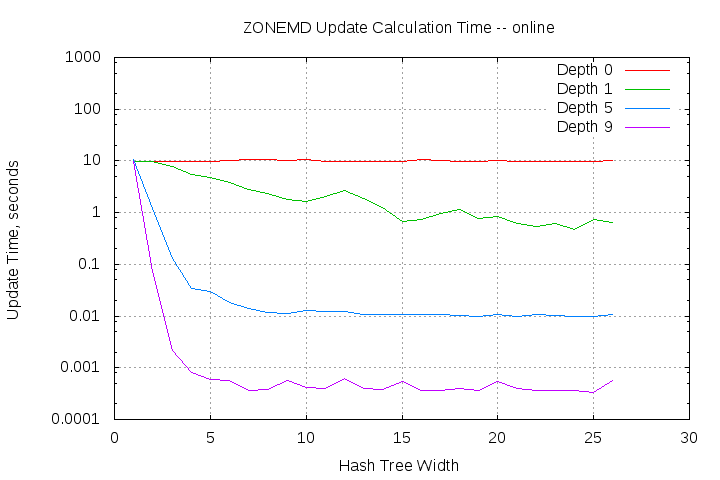 ZONEMD Update Calculation Time -- online
1000
100
10
1
0.1
0.01
0.001
0.0001
Update Time, seconds
Depth 0
Depth 1
Depth 5
Depth 9
0 5 10 15 20 25 30
Hash Tree Width